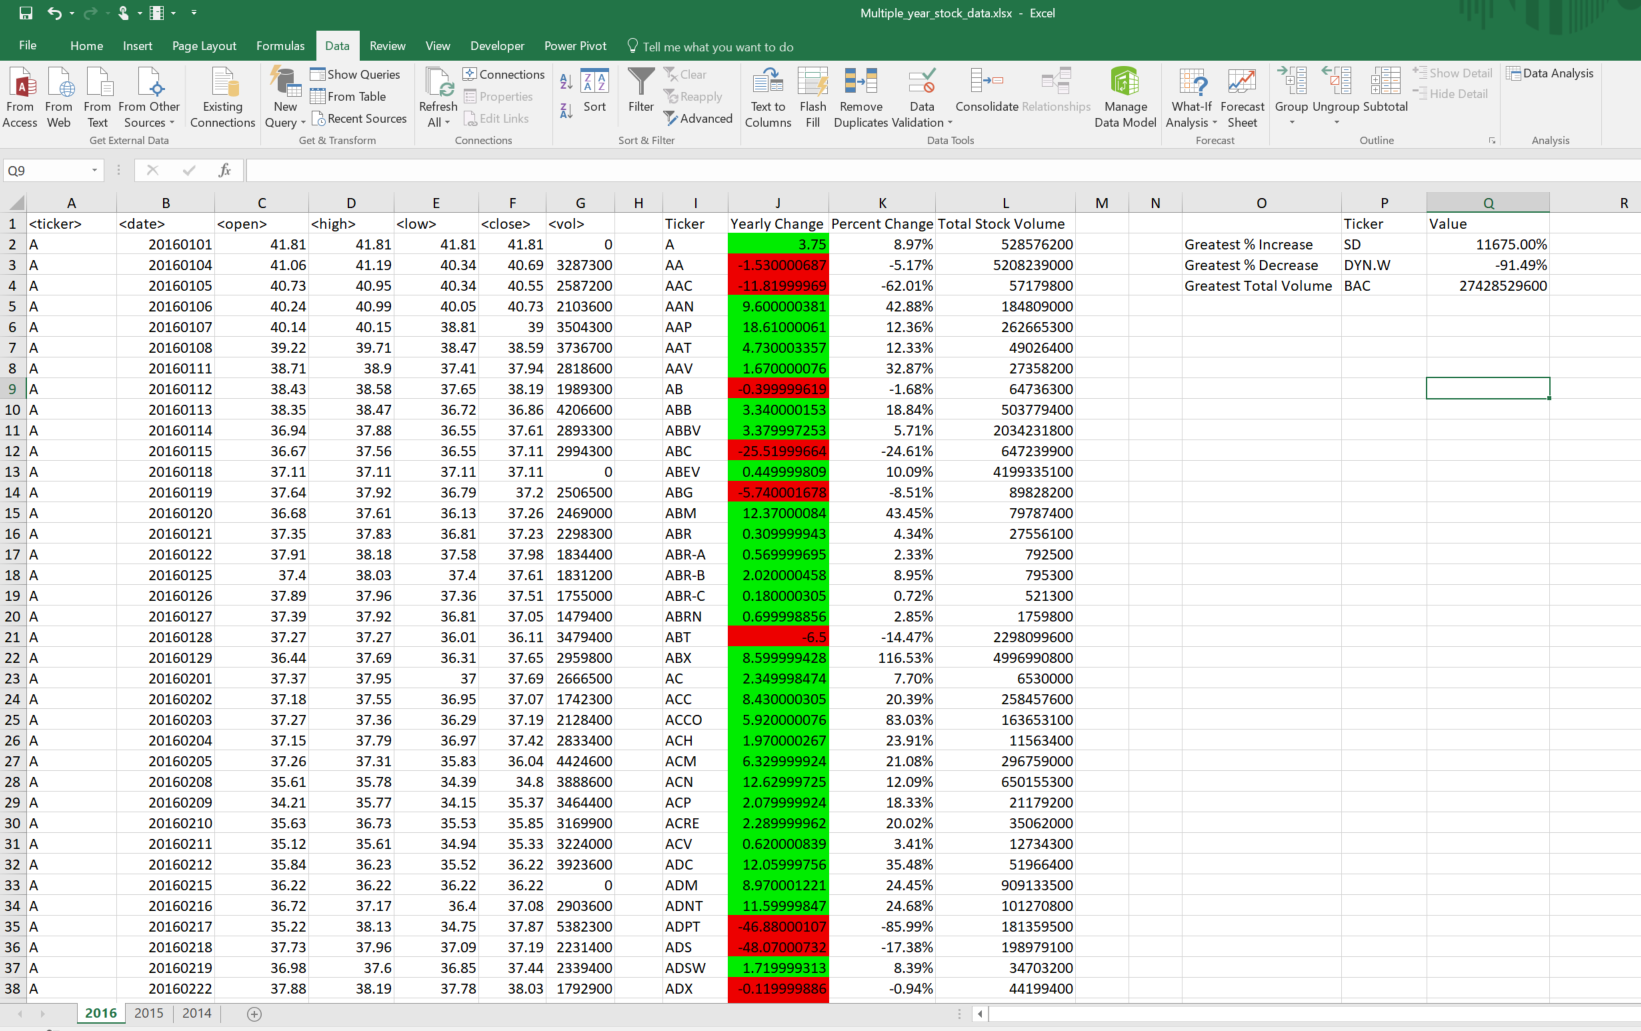 Multiple_year_stock_data.xlsx - Excel
File Home Insert Page Layout Formulas Data Review View Developer Power Pivot Tell me what you want to do
From Access
From Web
From Text
From Other Sources
Existing Connections
Get External Data
New Query
Show Queries
From Table
Recent Sources
Get & Transform
Refresh All
Connections
Properties
Edit Links
Connections
Sort
Filter
Clear
Reapply
Advanced
Sort & Filter
Text to Columns
Flash Fill
Remove Duplicates
Data Validation
Consolidate
Relationships
Manage Data Model
Data Tools
What-If Analysis
Forecast Sheet
Forecast
Group
Ungroup
Subtotal
Show Detail
Hide Detail
Outline
Data Analysis
Analysis
Q9 fx
A B C D E F G H I J K L M N O P Q R
1 <ticker> <date> <open> <high> <low> <close> <vol> Ticker Yearly Change Percent Change Total Stock Volume Ticker Value
2 A 20160101 41.81 41.81 41.81 41.81 0 A 3.75 8.97% 528576200 Greatest % Increase SD 11675.00%
3 A 20160104 41.06 41.19 40.34 40.69 3287300 AA -1.530000687 -5.17% 5208239000 Greatest % Decrease DYN.W -91.49%
4 A 20160105 40.73 40.95 40.34 40.55 2587200 AAC -11.81999969 -62.01% 57179800 Greatest Total Volume BAC 27428529600
5 A 20160106 40.24 40.99 40.05 40.73 2103600 AAN 9.600000381 42.88% 184809000
6 A 20160107 40.14 40.15 38.81 39 3504300 AAP 18.61000061 12.36% 262665300
7 A 20160108 39.22 39.71 38.47 38.59 3736700 AAT 4.730003357 12.33% 49026400
8 A 20160111 38.71 38.9 37.41 37.94 2818600 AAV 1.670000076 32.87% 27358200
9 A 20160112 38.43 38.58 37.65 38.19 1989300 AB -0.399999619 -1.68% 64736300
10 A 20160113 38.35 38.47 36.72 36.86 4206600 ABB 3.340000153 18.84% 503779400
11 A 20160114 36.94 37.88 36.55 37.61 2893300 ABBV 3.379997253 5.71% 2034231800
12 A 20160115 36.67 37.56 36.55 37.11 2994300 ABC -25.51999664 -24.61% 647239900
13 A 20160118 37.11 37.11 37.11 37.11 0 ABEV 0.449999809 10.09% 4199335100
14 A 20160119 37.64 37.92 36.79 37.2 2506500 ABG -5.740001678 -8.51% 89828200
15 A 20160120 36.68 37.61 36.13 37.26 2469000 ABM 12.37000084 43.45% 79787400
16 A 20160121 37.35 37.83 36.81 37.23 2298300 ABR 0.309999943 4.34% 27556100
17 A 20160122 37.91 38.18 37.58 37.98 1834400 ABR-A 0.569999695 2.33% 792500
18 A 20160125 37.4 38.03 37.4 37.61 1831200 ABR-B 2.020000458 8.95% 795300
19 A 20160126 37.89 37.96 37.36 37.51 1755000 ABR-C 0.180000305 0.72% 521300
20 A 20160127 37.39 37.92 36.81 37.05 1479400 ABRN 0.699998856 2.85% 1759800
21 A 20160128 37.27 37.27 36.01 36.11 3479400 ABT -6.5 -14.47% 2298099600
22 A 20160129 36.44 37.69 36.31 37.65 2959800 ABX 8.599999428 116.53% 4996990800
23 A 20160201 37.37 37.95 37 37.69 2666500 AC 2.349998474 7.70% 6530000
24 A 20160202 37.18 37.55 36.95 37.07 1742300 ACC 8.430000305 20.39% 258457600
25 A 20160203 37.27 37.36 36.29 37.19 2128400 ACCO 5.920000076 83.03% 163653100
26 A 20160204 37.15 37.79 36.97 37.42 2833400 ACH 1.970000267 23.91% 11563400
27 A 20160205 37.26 37.31 35.83 36.04 4424600 ACM 6.329999924 21.08% 296759000
28 A 20160208 35.61 35.78 34.39 34.8 3888600 ACN 12.62999725 12.09% 650155300
29 A 20160209 34.21 35.77 34.15 35.37 3464400 ACP 2.079999924 18.33% 21179200
30 A 20160210 35.63 36.73 35.53 35.85 3169900 ACRE 2.289999962 20.02% 35062000
31 A 20160211 35.12 35.61 34.94 35.33 3224000 ACV 0.620000839 3.41% 12734300
32 A 20160212 35.84 36.23 35.52 36.22 3923600 ADC 12.05999756 35.48% 51966400
33 A 20160215 36.22 36.22 36.22 36.22 0 ADM 8.970001221 24.45% 909133500
34 A 20160216 36.72 37.17 36.4 37.08 2903600 ADNT 11.59999847 24.68% 101270800
35 A 20160217 35.22 38.13 34.75 37.87 5382300 ADPT -46.88000107 -85.99% 181359500
36 A 20160218 37.73 37.96 37.09 37.19 2231400 ADS -48.07000732 -17.38% 198979100
37 A 20160219 36.98 37.6 36.85 37.44 2339400 ADSW 1.719999313 8.39% 34703200
38 A 20160222 37.88 38.19 37.78 38.03 1792900 ADX -0.119999886 -0.94% 44199400
2016 2015 2014